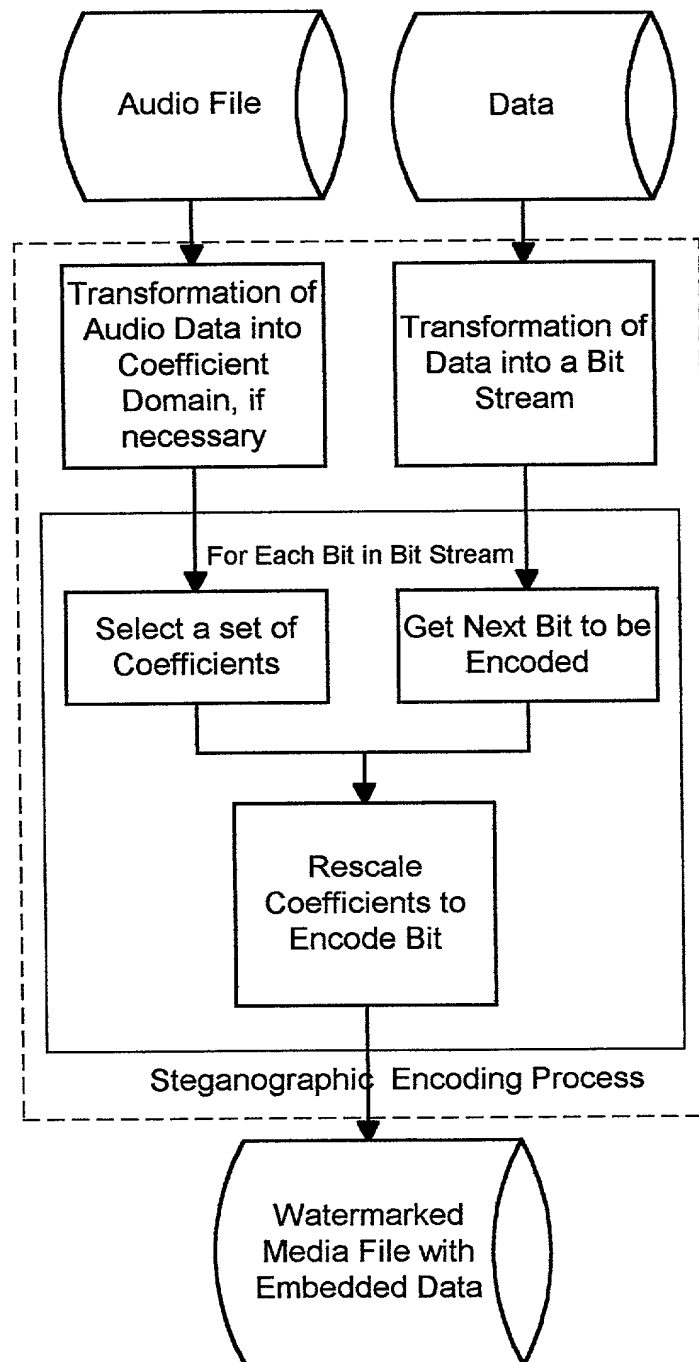 Audio File
Data
Transformation of
Audio Data into
Coefficient
Domain, if
necessary
Transformation of
Data into a Bit
Stream
For Each Bit in Bit Stream
Select a set of
Coefficients
Get Next Bit to be
Encoded
Rescale
Coefficients to
Encode Bit
Steganographic Encoding Process
Watermarked
Media File with
Embedded Data